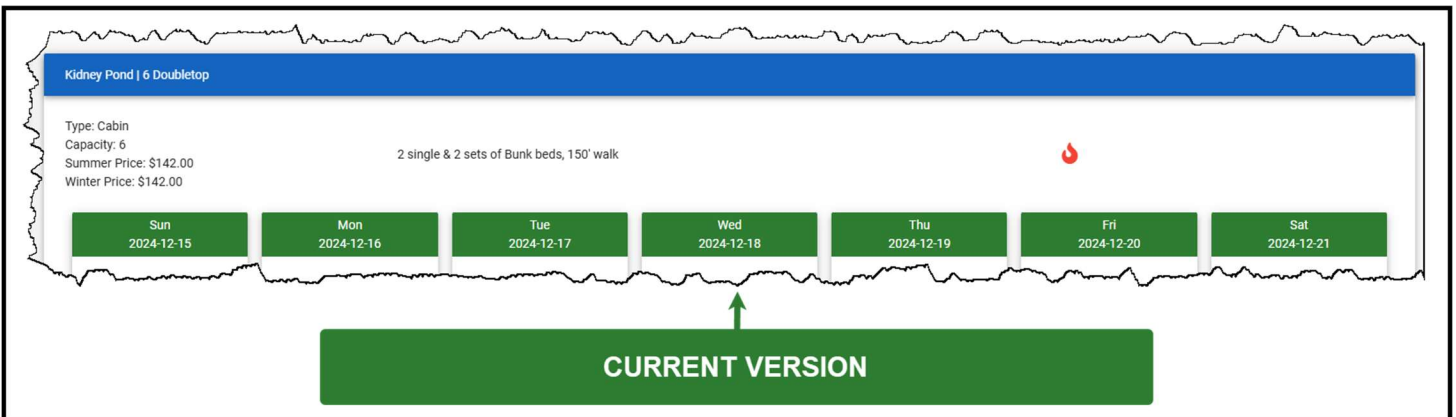 Kidney Pond | 6 Doubletop
Type: Cabin
Capacity: 6
Summer Price: $142.00
Winter Price: $142.00
2 single & 2 sets of Bunk beds, 150' walk
Sun
2024-12-15
Mon
2024-12-16
Tue
2024-12-17
Wed
2024-12-18
Thu
2024-12-19
Fri
2024-12-20
Sat
2024-12-21
CURRENT VERSION